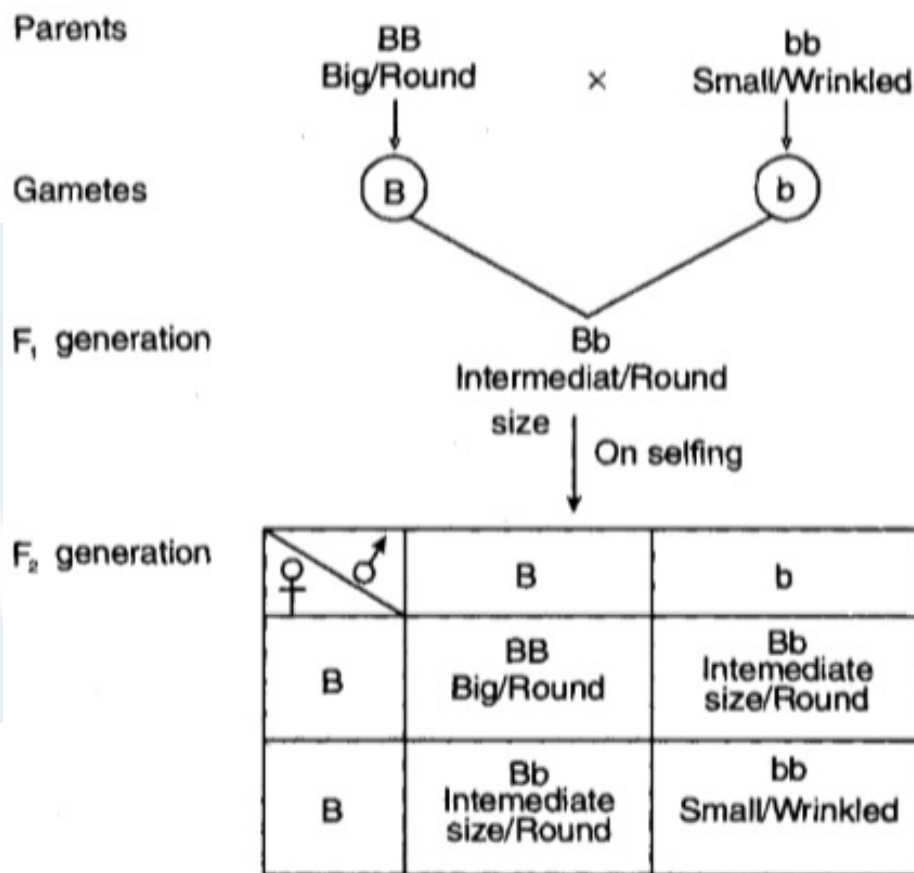 Parents
BB
Big/Round
×
bb
Small/Wrinkled
Gametes
B
b
F₁ generation
Bb
Intermediat/Round
size
On selfing
F₂ generation
♀ ♂
B
b
B
BB
Big/Round
Bb
Intemediate
size/Round
B
Bb
Intemediate
size/Round
bb
Small/Wrinkled